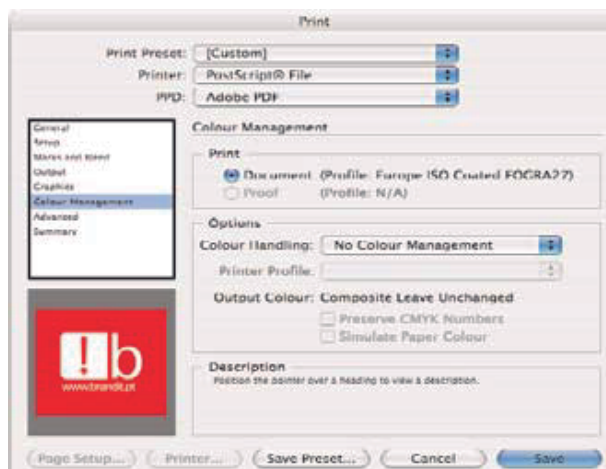 Print
Print Preset: [Custom]
Printer: PostScript® File
PPD: Adobe PDF
General
Setup
Marks and Bleed
Output
Graphics
Colour Management
Advanced
Summary
Colour Management
Print
Document (Profile: Europe ISO Coated FOGRA27)
Proof (Profile: N/A)
Options
Colour Handling: No Colour Management
Printer Profile:
Output Colour: Composite Leave Unchanged
Preserve CMYK Numbers
Simulate Paper Colour
!b
www.brandit.pt
Description
Position the pointer over a heading to view a description.
Page Setup... Printer... Save Preset... Cancel Save